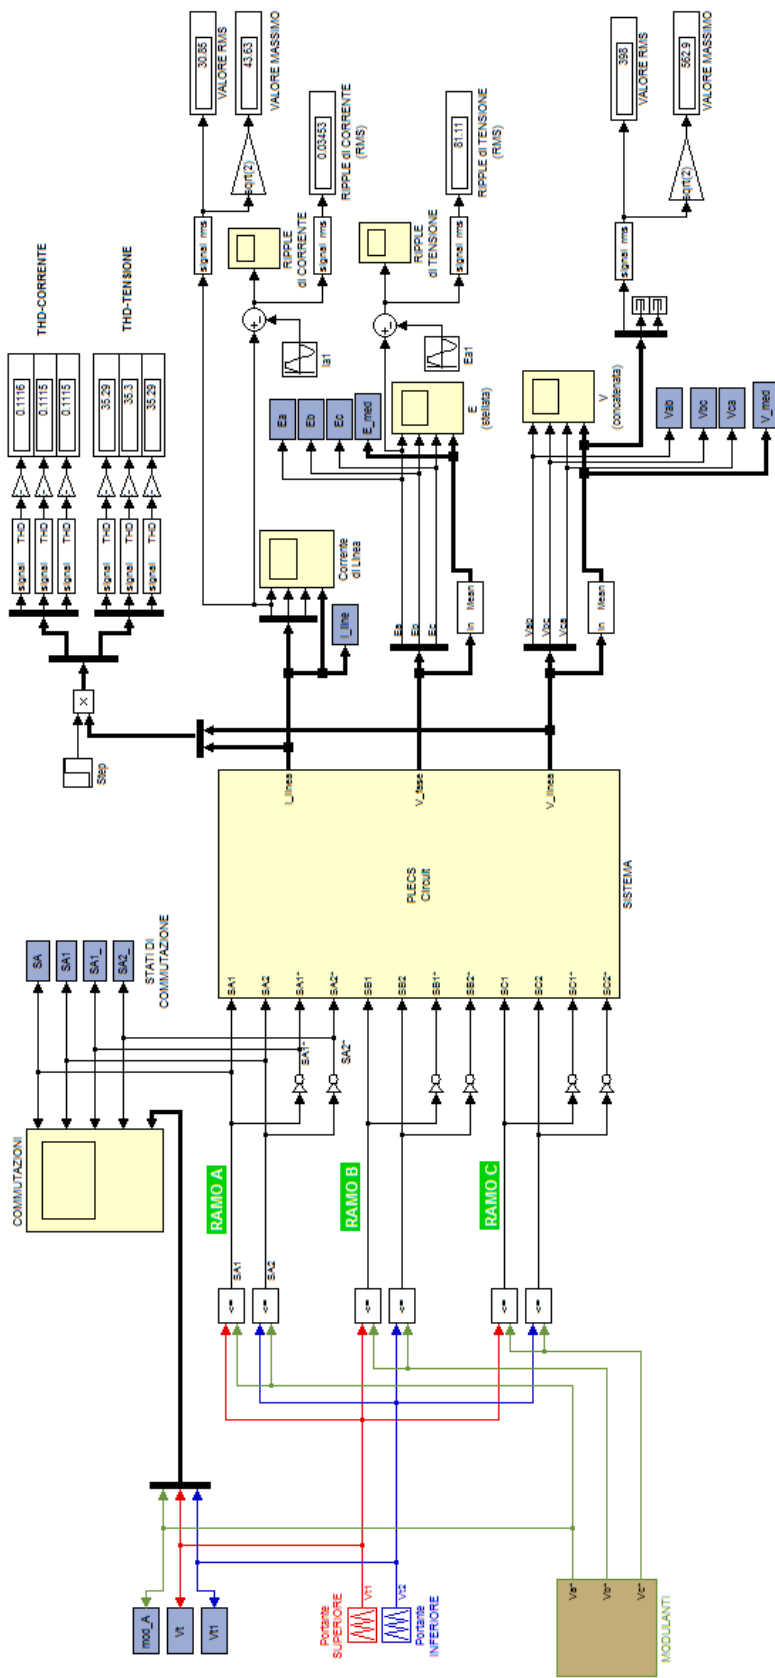 mod_A
Vt
Vt1
Portante
SUPERIORE
Vt1
Portante
INFERIORE
Vt2
MODULANTI
Va*
Vb*
Vc*
COMMUTAZIONI
<=
<=
<=
<=
<=
<=
SA1
SA2
RAMO A
RAMO B
RAMO C
SA1*
SA2*
SA
SA1
SA1_
SA2_
STATI DI
COMMUTAZIONE
SA1
SA2
SA1*
SA2*
SB1
SB2
SB1*
SB2*
SC1
SC2
SC1*
SC2*
PLECS
Circuit
SISTEMA
I_linea
V_fase
V_linea
Step
X
signal THD
signal THD
signal THD
signal THD
signal THD
signal THD
0.1116
0.1115
0.1115
35.29
35.3
35.29
THD-CORRENTE
THD-TENSIONE
I_line
Corrente
di Linea
signal rms
sqrt(2)
30.85
VALORE RMS
43.63
VALORE MASSIMO
Ia1
RIPPLE
di CORRENTE
signal rms
0.03453
RIPPLE di CORRENTE
(RMS)
Ea
Eb
Ec
In Mean
Ea
Eb
Ec
E_med
E
(stellata)
Ea1
RIPPLE
di TENSIONE
signal rms
81.11
RIPPLE di TENSIONE
(RMS)
Vab
Vbc
Vca
In Mean
V
(concatenata)
Vab
Vbc
Vca
V_med
signal rms
sqrt(2)
398
VALORE RMS
562.9
VALORE MASSIMO